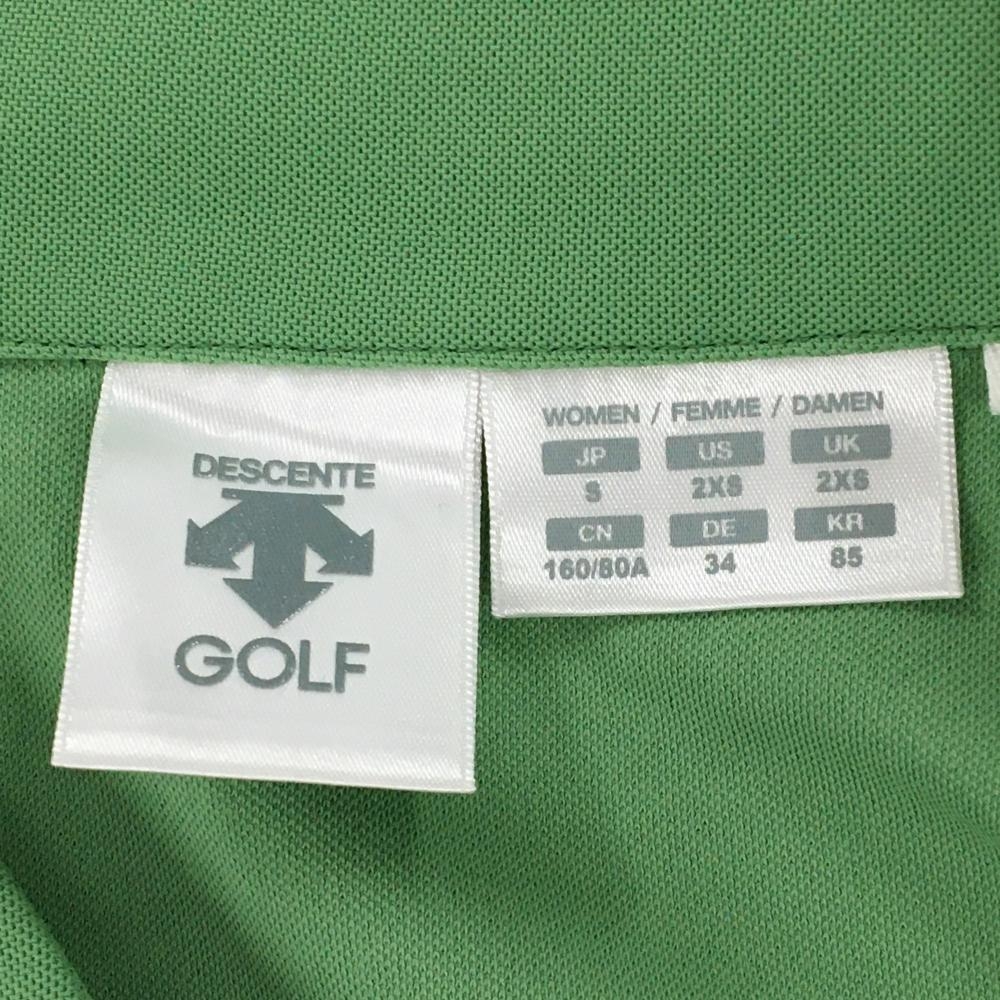 DESCENTE
GOLF
WOMEN / FEMME / DAMEN
JP US UK
S 2XS 2XS
CN DE KR
160/80A 34 85